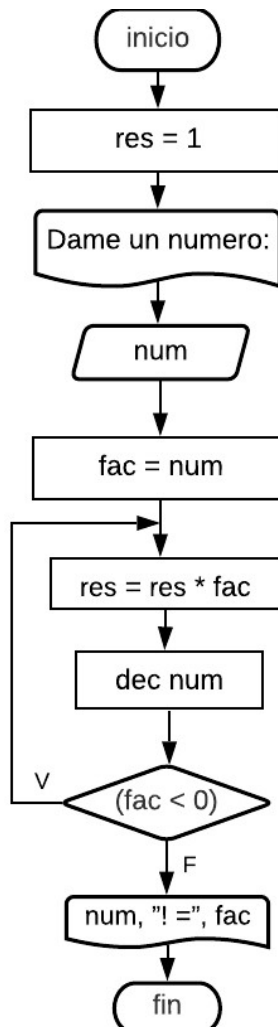 inicio
res = 1
Dame un numero:
num
fac = num
res = res * fac
dec num
(fac < 0)
V
F
num, ”! =”, fac
fin